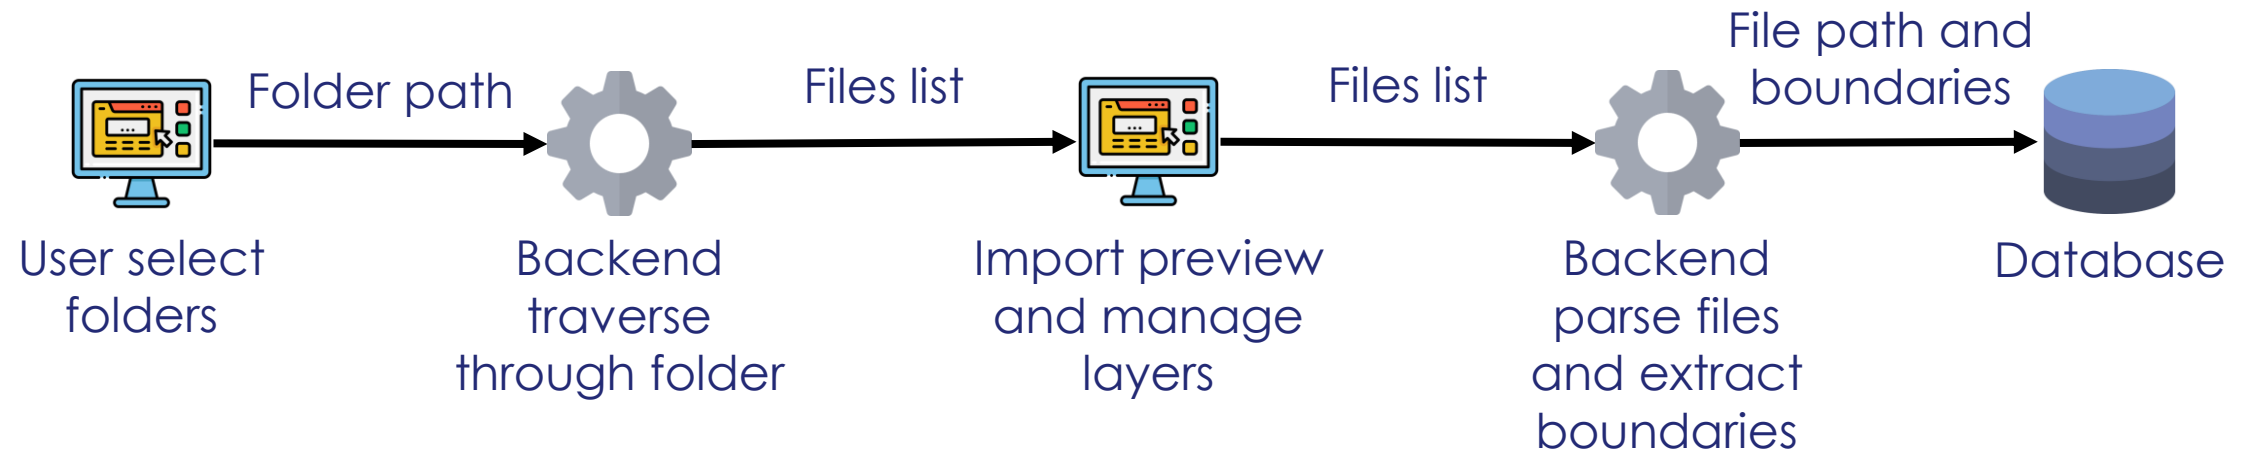 Folder path
Files list
Files list
File path and
boundaries
User select
folders
Backend
traverse
through folder
Import preview
and manage
layers
Backend
parse files
and extract
boundaries
Database